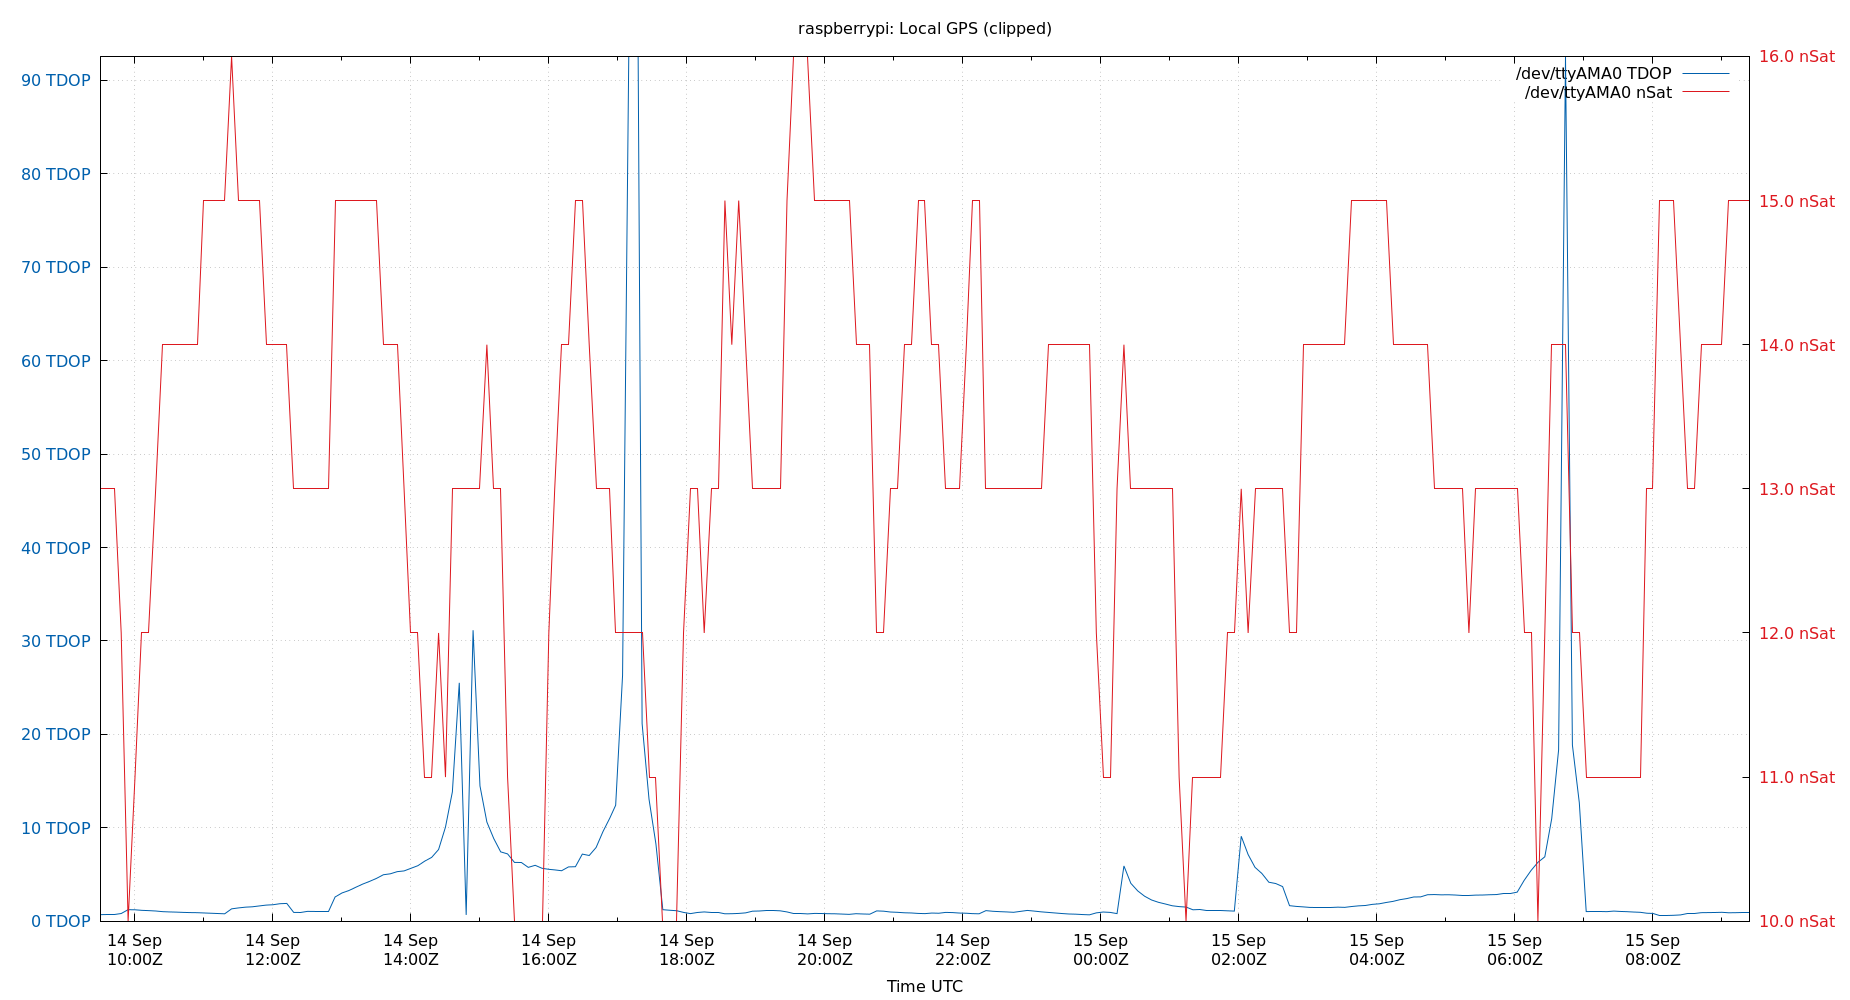 raspberrypi: Local GPS (clipped)
90 TDOP
80 TDOP
70 TDOP
60 TDOP
50 TDOP
40 TDOP
30 TDOP
20 TDOP
10 TDOP
0 TDOP
16.0 nSat
15.0 nSat
14.0 nSat
13.0 nSat
12.0 nSat
11.0 nSat
10.0 nSat
/dev/ttyAMA0 TDOP
/dev/ttyAMA0 nSat
14 Sep 14 Sep 14 Sep 14 Sep 14 Sep 14 Sep 14 Sep 15 Sep 15 Sep 15 Sep 15 Sep 15 Sep
10:00Z 12:00Z 14:00Z 16:00Z 18:00Z 20:00Z 22:00Z 00:00Z 02:00Z 04:00Z 06:00Z 08:00Z
Time UTC